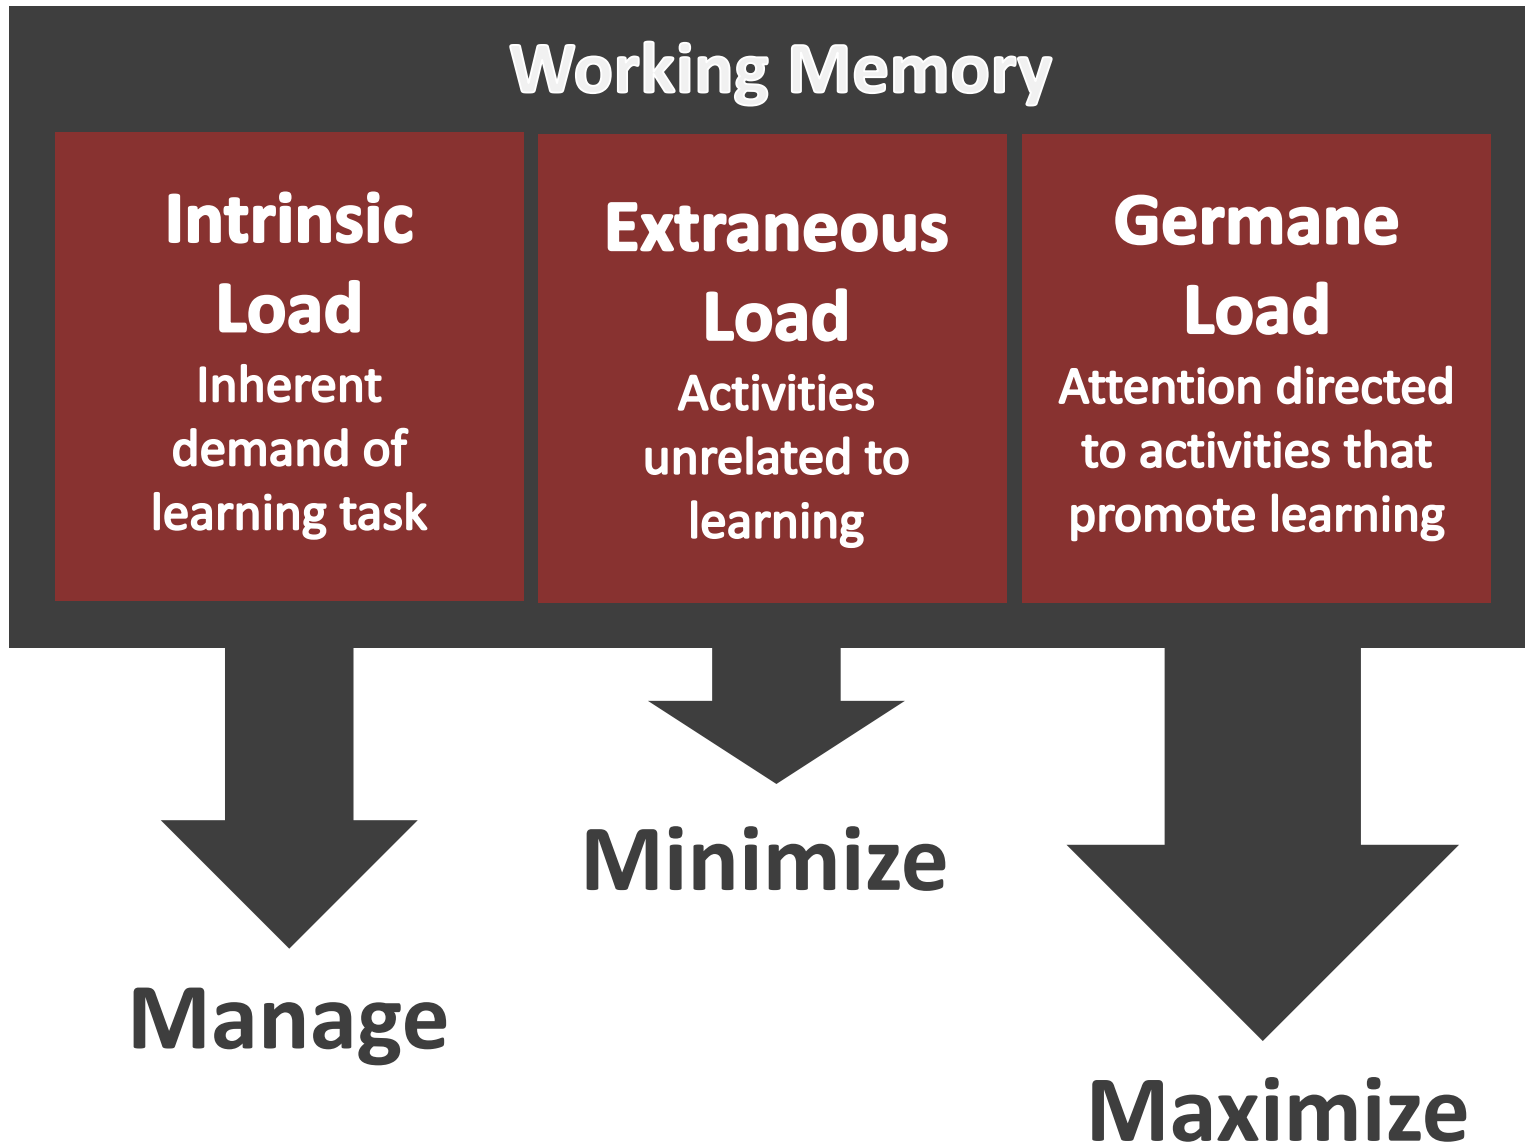 Working Memory
Intrinsic
Load
Inherent
demand of
learning task
Extraneous
Load
Activities
unrelated to
learning
Germane
Load
Attention directed
to activities that
promote learning
Manage
Minimize
Maximize